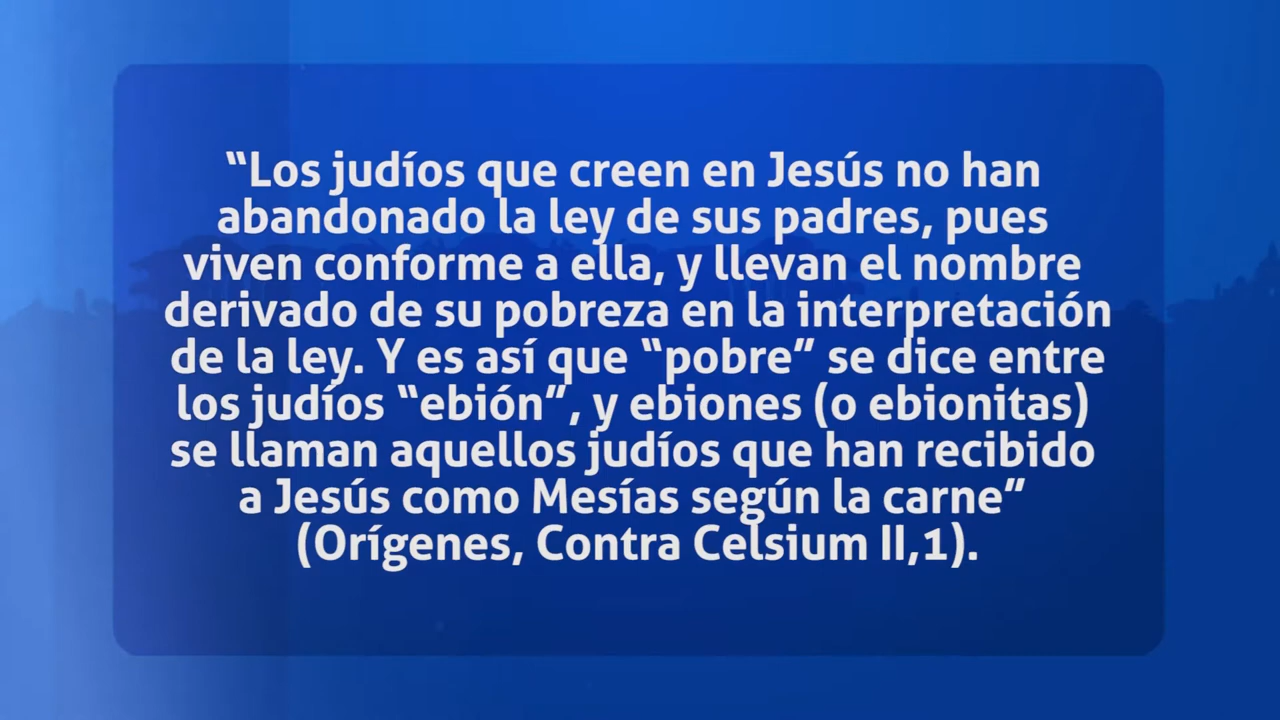 “Los judíos que creen en Jesús no han
abandonado la ley de sus padres, pues
viven conforme a ella, y llevan el nombre
derivado de su pobreza en la interpretación
de la ley. Y es así que “pobre” se dice entre
los judíos “ebión”, y ebiones (o ebionitas)
se llaman aquellos judíos que han recibido
a Jesús como Mesías según la carne”
(Orígenes, Contra Celsium II,1).